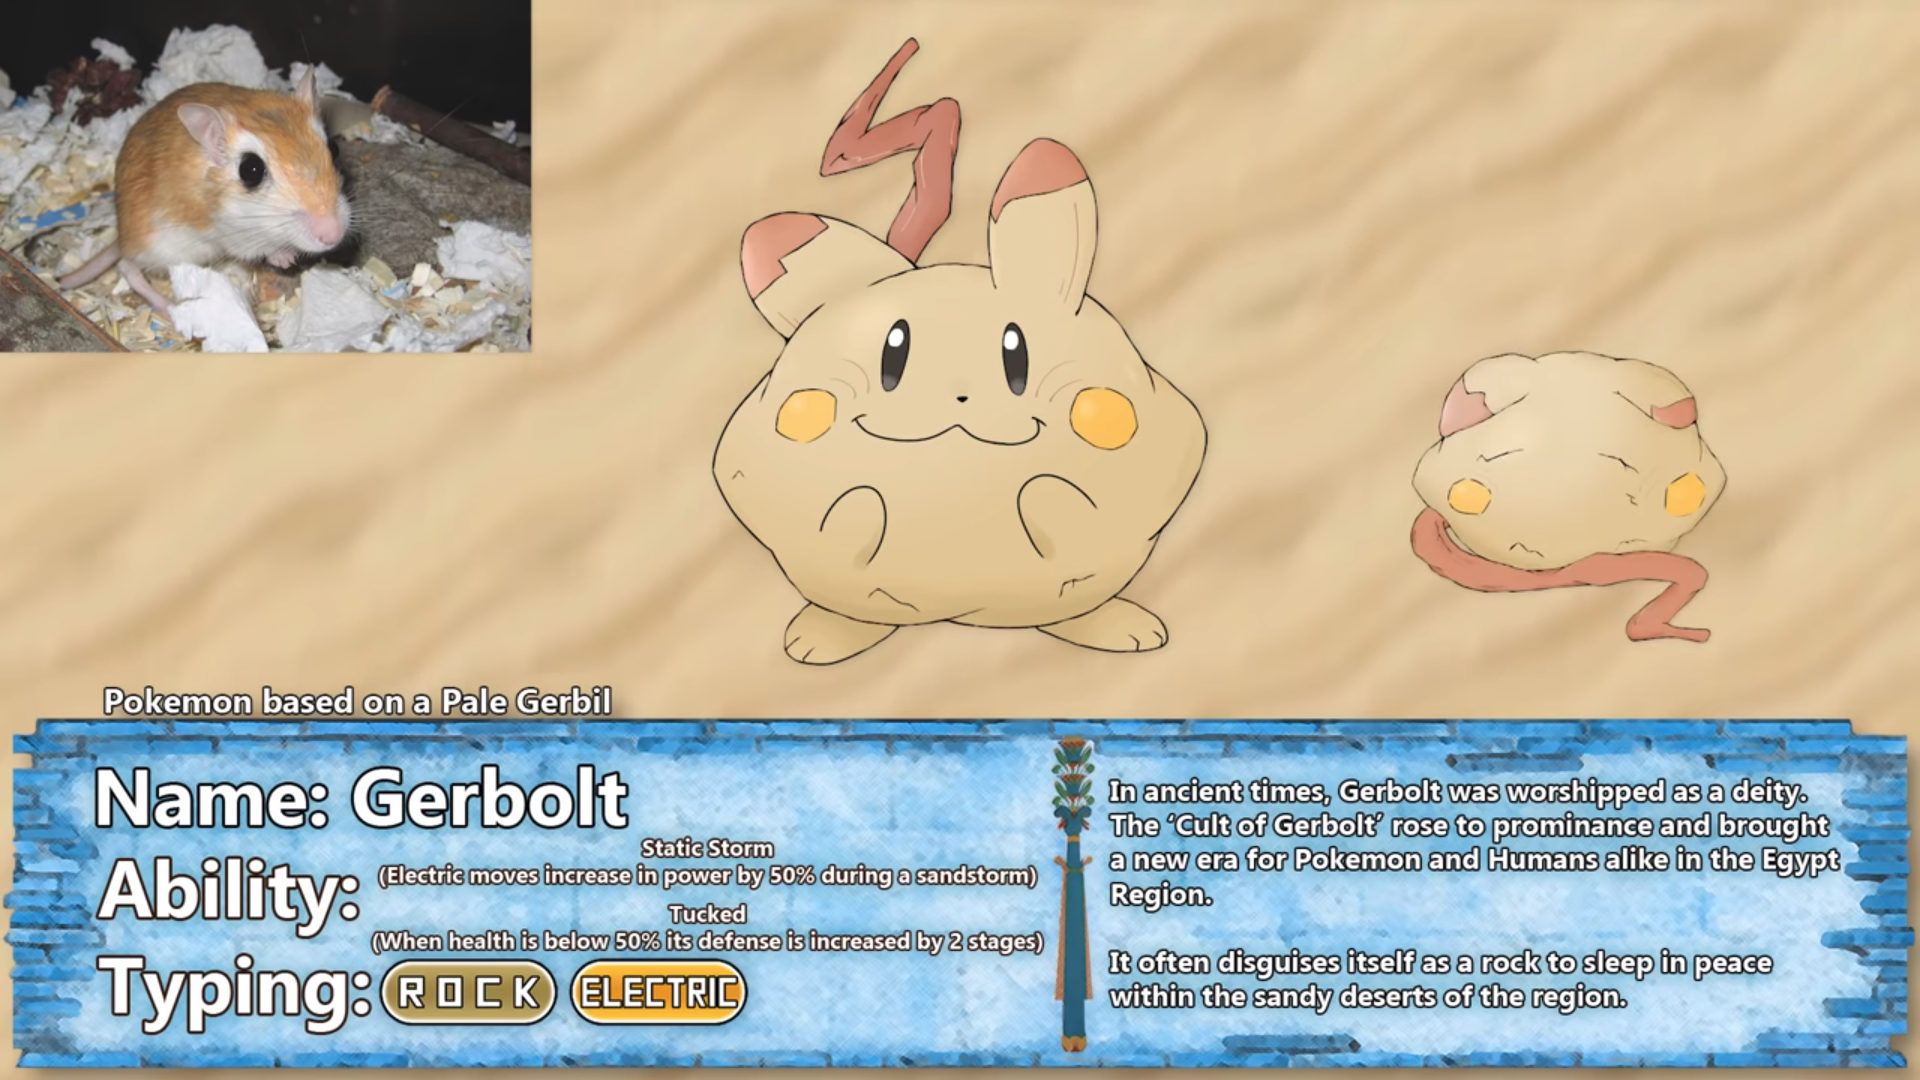 Pokemon based on a Pale Gerbil
Name: Gerbolt
Ability:
Static Storm
(Electric moves increase in power by 50% during a sandstorm)
Tucked
(When health is below 50% its defense is increased by 2 stages)
Typing: ROCK ELECTRIC
In ancient times, Gerbolt was worshipped as a deity.
The ‘Cult of Gerbolt’ rose to prominance and brought
a new era for Pokemon and Humans alike in the Egypt
Region.
It often disguises itself as a rock to sleep in peace
within the sandy deserts of the region.